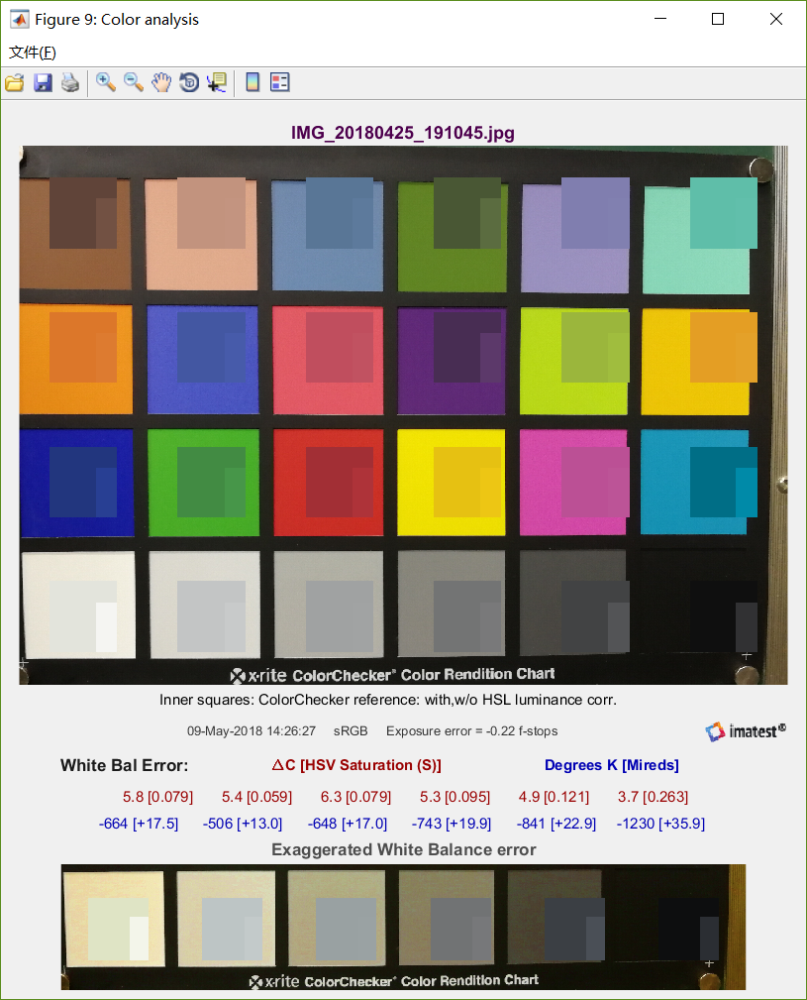 Figure 9: Color analysis
文件(F)
IMG_20180425_191045.jpg
x-rite ColorChecker® Color Rendition Chart
Inner squares: ColorChecker reference: with,w/o HSL luminance corr.
09-May-2018 14:26:27 sRGB Exposure error = -0.22 f-stops
imatest®
White Bal Error: ΔC [HSV Saturation (S)] Degrees K [Mireds]
5.8 [0.079] 5.4 [0.059] 6.3 [0.079] 5.3 [0.095] 4.9 [0.121] 3.7 [0.263]
-664 [+17.5] -506 [+13.0] -648 [+17.0] -743 [+19.9] -841 [+22.9] -1230 [+35.9]
Exaggerated White Balance error
x-rite ColorChecker® Color Rendition Chart